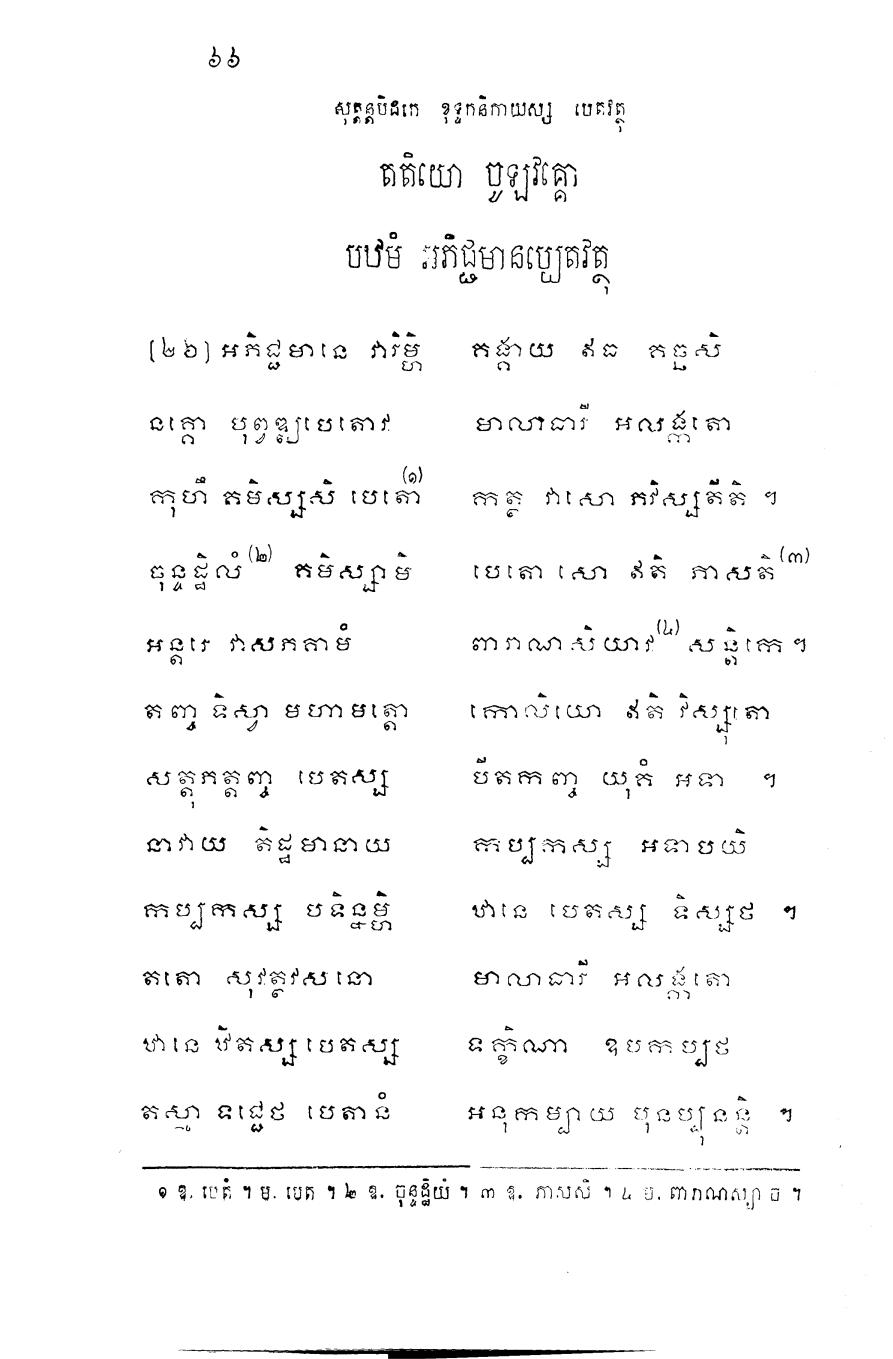 ៦៦
សុត្តន្តបិដកេ ខុទ្ទកនិកាយស្ស បេតវត្ថុ
តតិយោ ចូឡវគ្គោ
បឋមំ អភិជ្ជមានប្បេតវត្ថុ
[២៦] អភិជ្ជមានេ វារិម្ហិ គង្គាយ ឥធ គច្ឆសិ
នគ្គោ បុព្វឌ្ឍបេតោវ មាលាធារី អលង្កតោ
កុហឹ គមិស្សសិ បេតោ(១) កត្ថ វាសោ ភវិស្សតីតិ ។
ចុន្ទដ្ឋិលំ(២) គមិស្សាមិ បេតោ សោ ឥតិ ភាសតិ(៣)
អន្តរេ វាសភគាមំ ពារាណសិយាវ(៤) សន្តិកេ ។
តញ្ច ទិស្វា មហាមត្តោ កោលិយោ ឥតិ វិស្សុតោ
សត្តុភត្តញ្ច បេតស្ស បីតកញ្ច យុគំ អទា ។
នាវាយ តិដ្ឋមានាយ កប្បកស្ស អទាបយិ
កប្បកស្ស បទិន្នម្ហិ ឋានេ បេតស្ស ទិស្សថ ។
តតោ សុវត្ថវសនោ មាលាធារី អលង្កតោ
ឋានេ ឋិតស្ស បេតស្ស ទក្ខិណា ឧបកប្បថ
តស្មា ទជ្ជេថ បេតានំ អនុកម្បាយ បុនប្បុនន្តិ ។
១ ឱ. បេតំ ។ ម. បេត ។ ២ ឱ. ចុន្ទដ្ឋិយំ ។ ៣ ឱ. ភាសសិ ។ ៤ ម. ពារាណស្យា ច ។